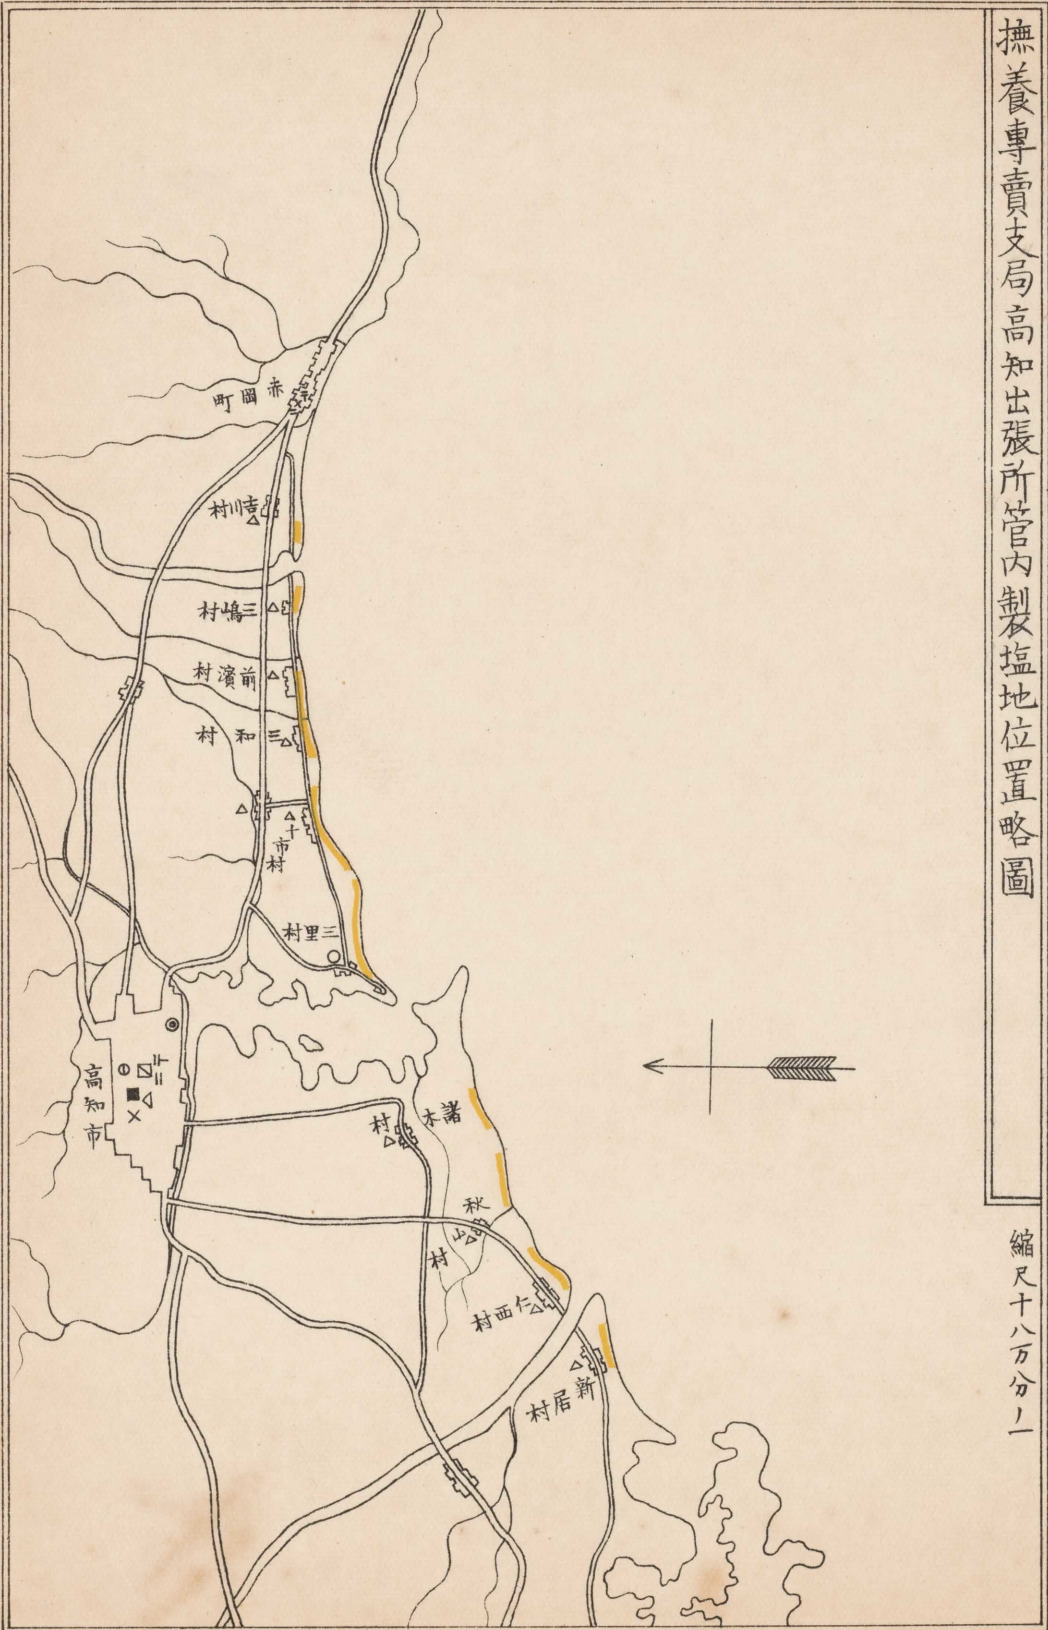 撫養專賣支局高知出張所管内製塩地位置略圖
縮尺十八万分ノ一
赤岡町
吉川村
三嶋村
前濱村
三和村
十市村
三里村
高知市
諸木村
秋山村
仁西村
新居村